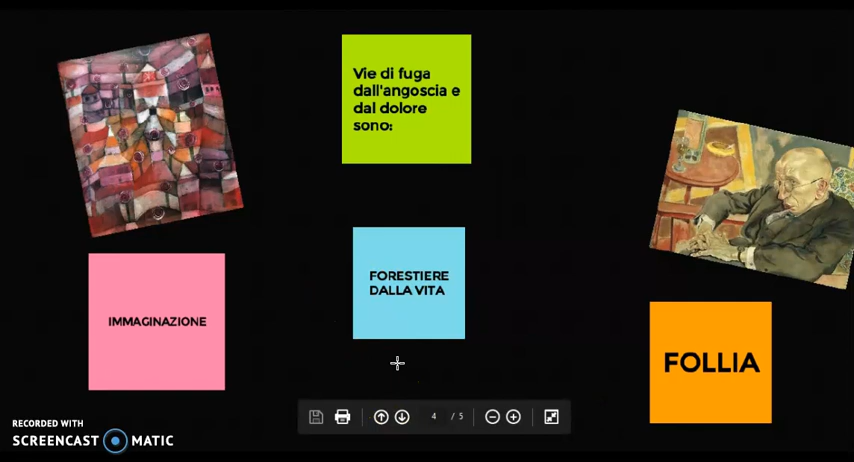 Vie di fuga
dall'angoscia e
dal dolore
sono:
FORESTIERE
DALLA VITA
IMMAGINAZIONE
FOLLIA
4 / 5
RECORDED WITH
SCREENCAST MATIC